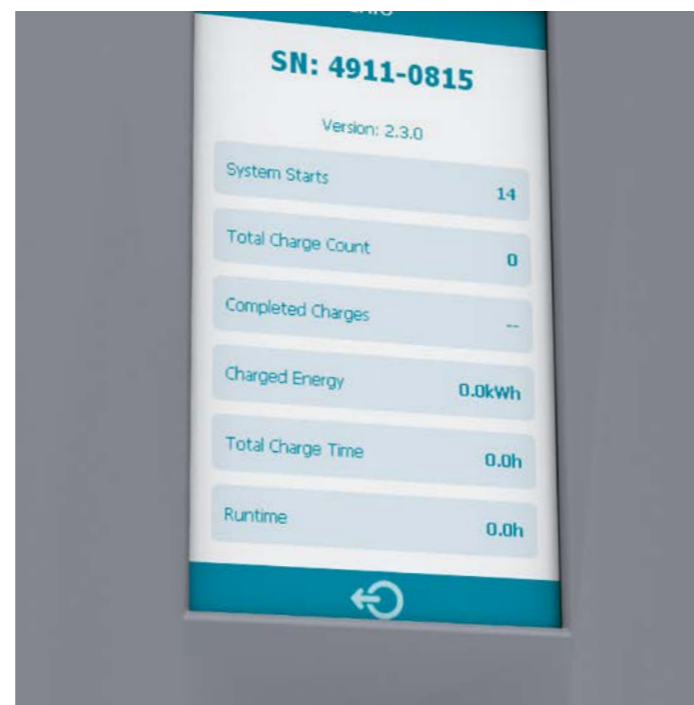 SN: 4911-0815
Version: 2.3.0
System Starts 14
Total Charge Count 0
Completed Charges --
Charged Energy 0.0kWh
Total Charge Time 0.0h
Runtime 0.0h